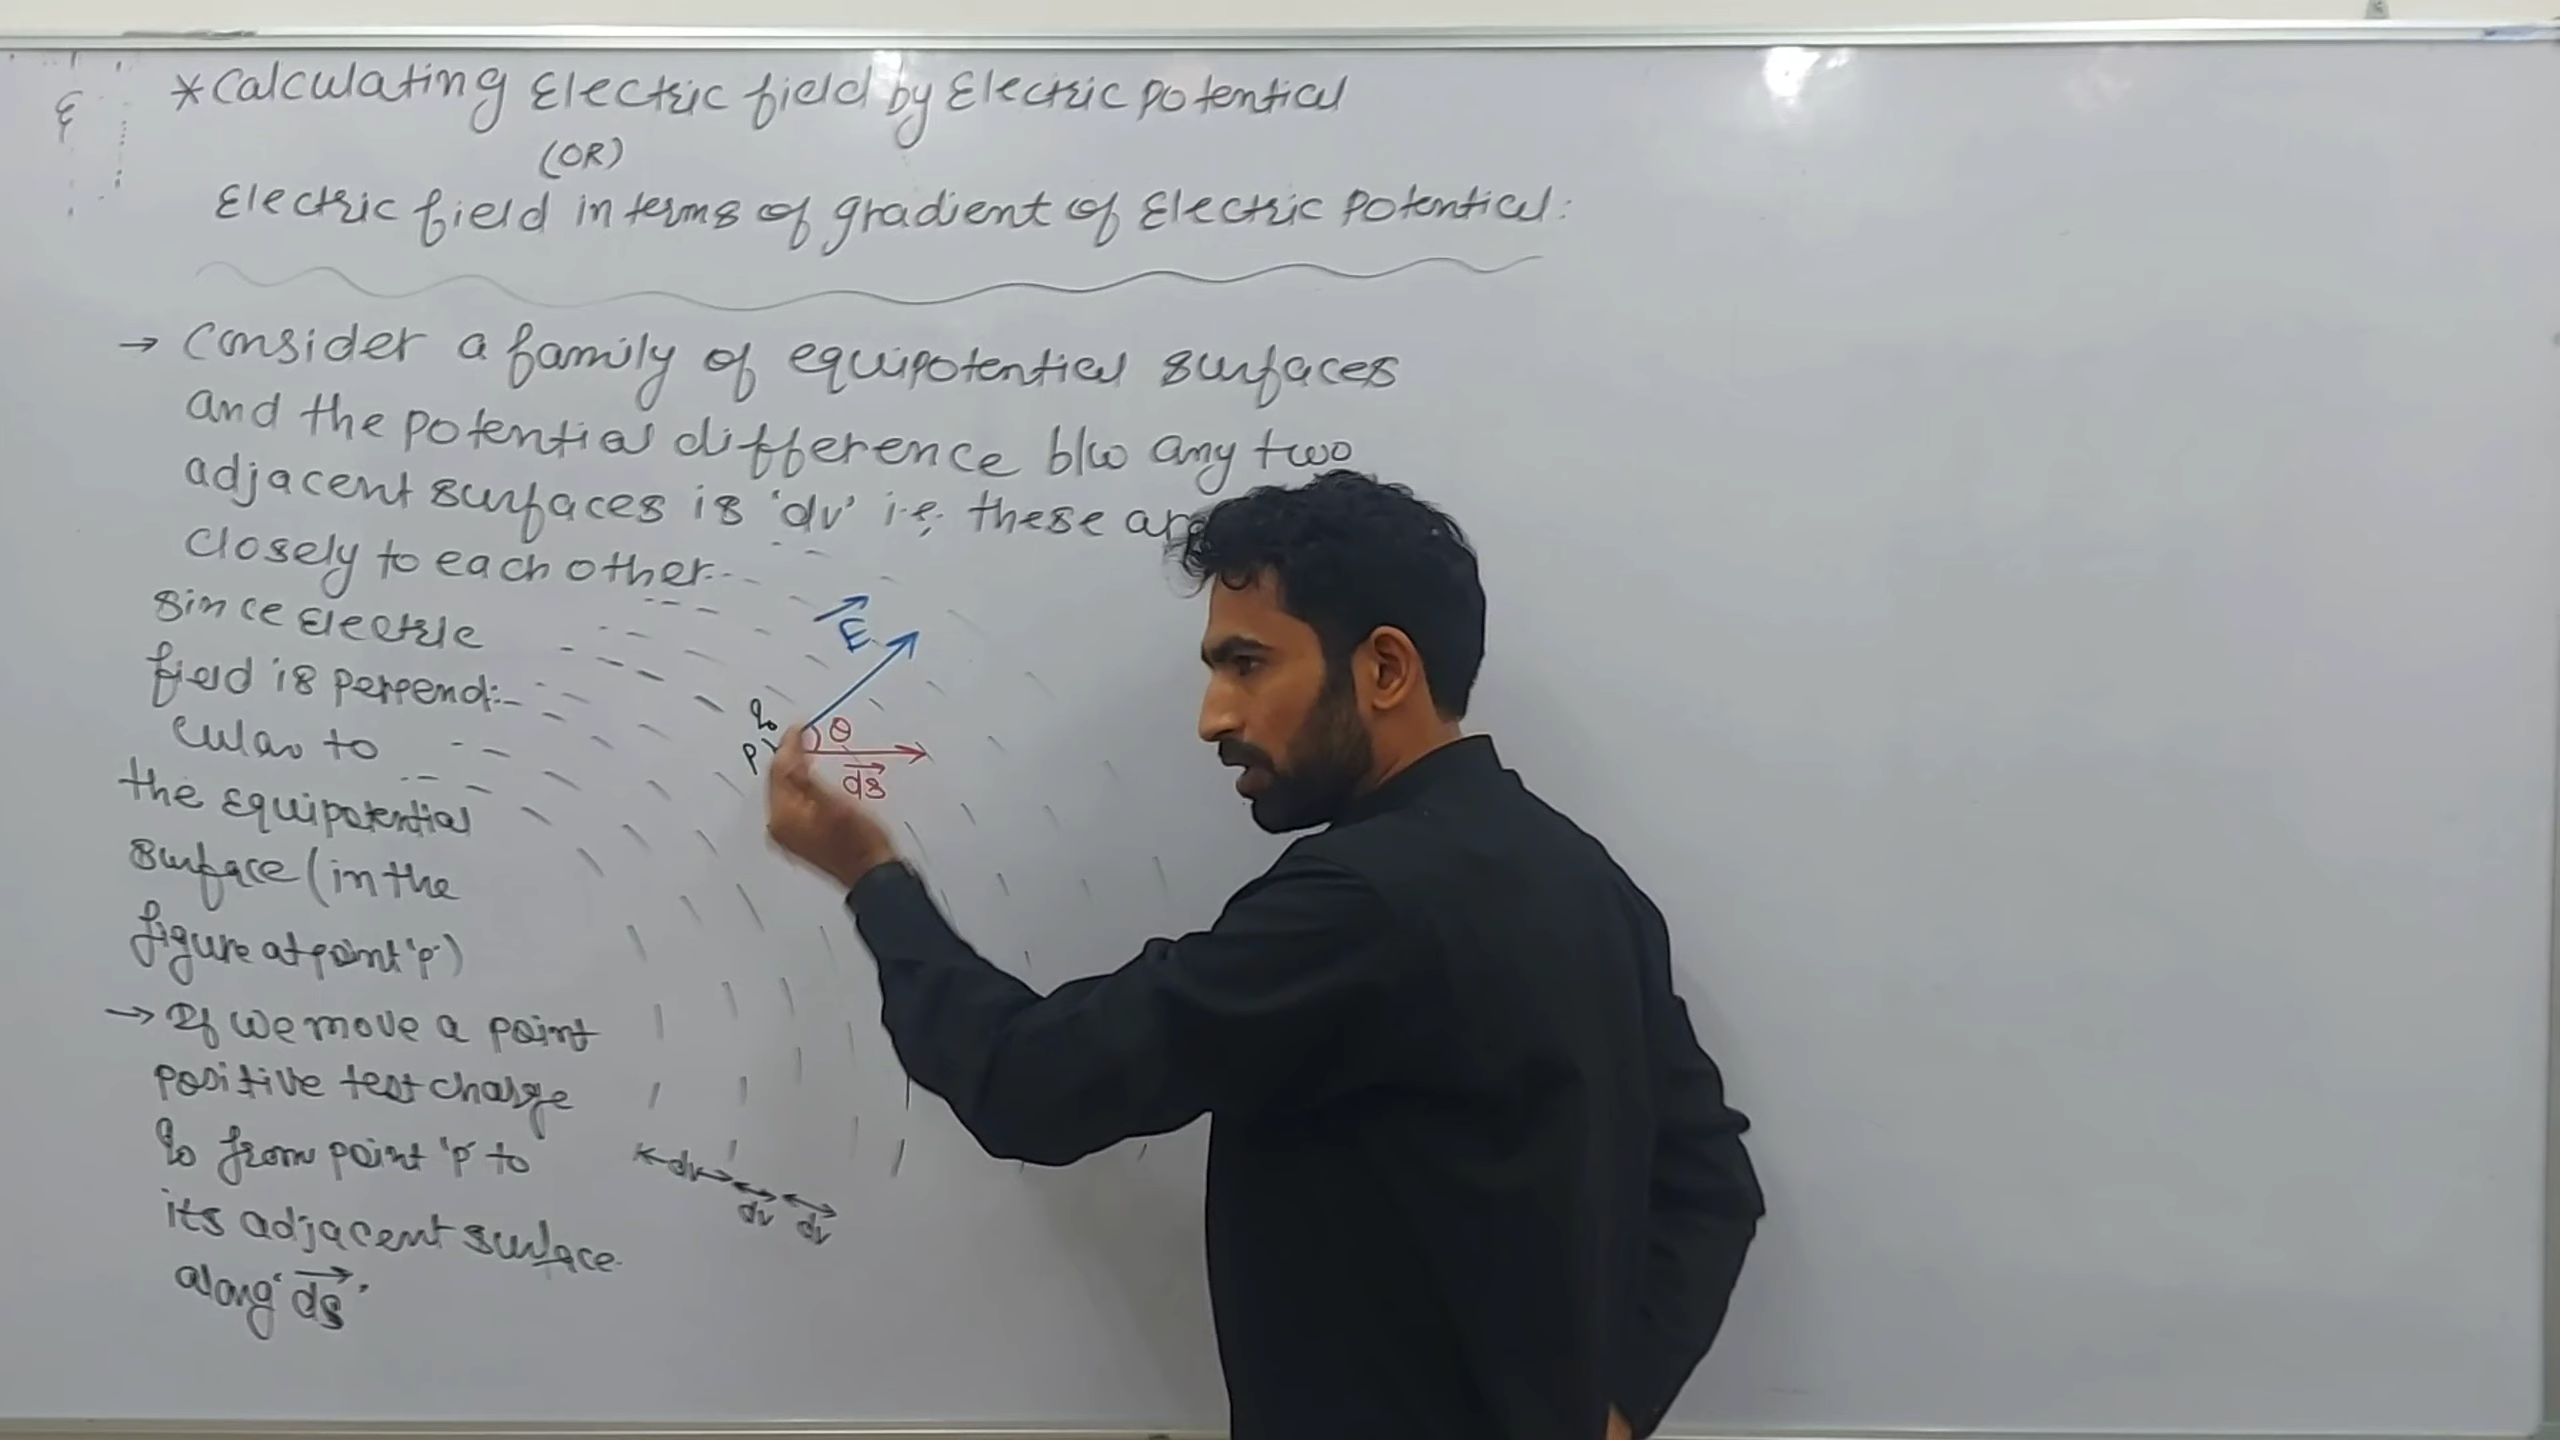 *Calculating Electric field by Electric potential
(OR)
Electric field in terms of gradient of Electric Potential:
→ Consider a family of equipotential surfaces
and the potential difference b/w any two
adjacent surfaces is 'dv' i.e; these are
closely to each other.
since Electric
field is perpend:-
cular to
the Equipotential
surface (in the
figure at point 'p')
→ If we move a point
positive test charge
q₀ from point 'p' to
its adjacent surface
along 'ds'
E
q₀
P
θ
ds
dv
dv
dv